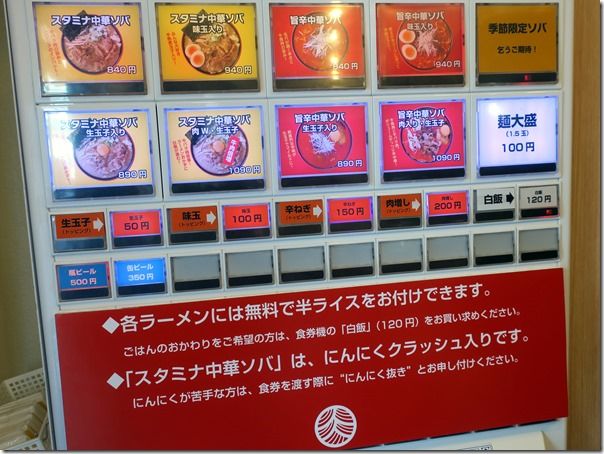 スタミナ中華ソバ
840円
スタミナ中華ソバ
味玉入り
940円
旨辛中華ソバ
840円
旨辛中華ソバ
味玉入り
940円
季節限定ソバ
乞うご期待！
スタミナ中華ソバ
生玉子入り
890円
スタミナ中華ソバ
肉W・生玉子
1090円
旨辛中華ソバ
生玉子入り
890円
旨辛中華ソバ
肉入り・生玉子
1090円
麺大盛
(1.5玉)
100円
生玉子
(トッピング)
生玉子
50円
味玉
(トッピング)
味玉
100円
辛ねぎ
(トッピング)
辛ねぎ
150円
肉増し
(トッピング)
肉増し
200円
白飯
白飯
120円
瓶ビール
500円
缶ビール
350円
◆各ラーメンには無料で半ライスをお付けできます。
ごはんのおかわりをご希望の方は、食券機の「白飯」(120円)をお買い求めください。
◆「スタミナ中華ソバ」は、にんにくクラッシュ入りです。
にんにくが苦手な方は、食券を渡す際に“にんにく抜き”とお申し付けください。